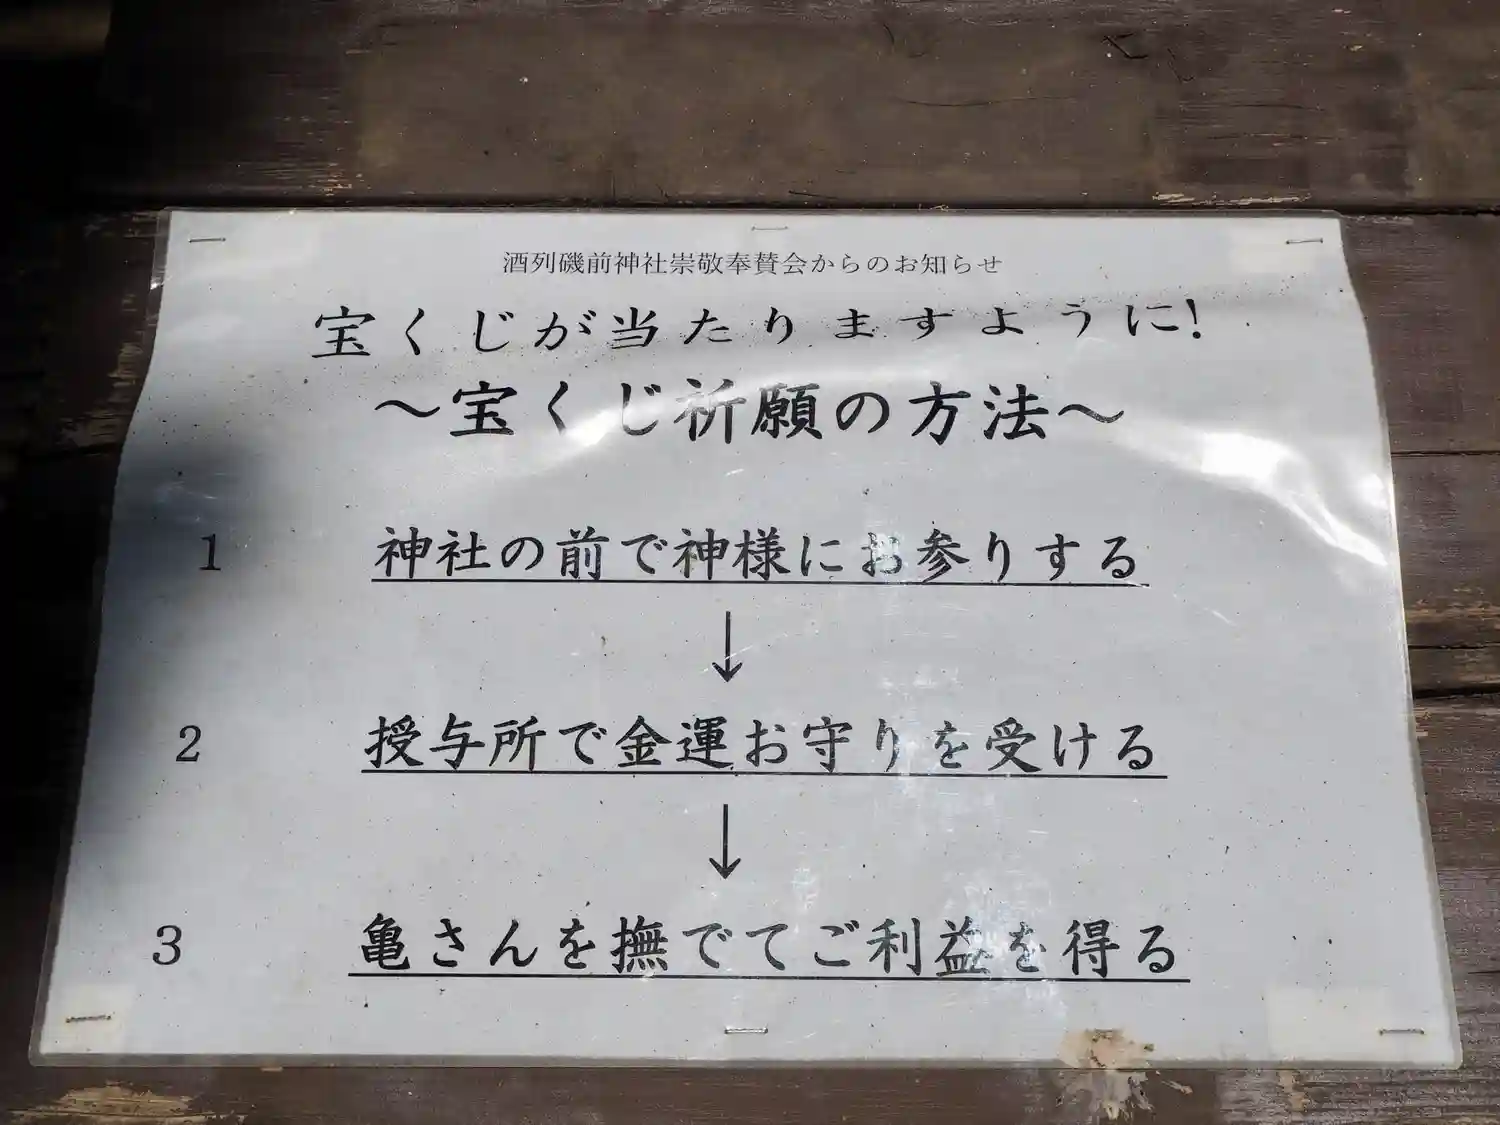 酒列磯前神社崇敬奉賛会からのお知らせ
宝くじが当たりますように!
～宝くじ祈願の方法～
1 神社の前で神様にお参りする
↓
2 授与所で金運お守りを受ける
↓
3 亀さんを撫でてご利益を得る